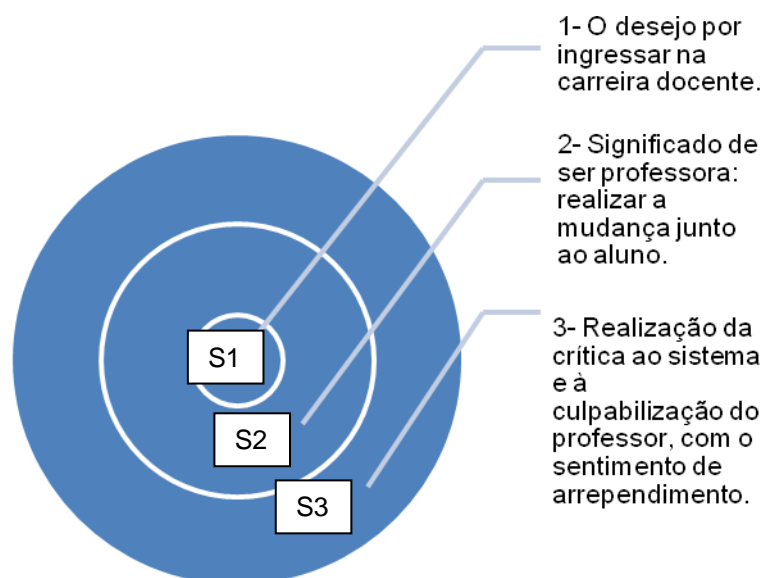 1- O desejo por
ingressar na
carreira docente.
2- Significado de
ser professora:
realizar a
mudança junto
ao aluno.
3- Realização da
crítica ao sistema
e à
culpabilização do
professor, com o
sentimento de
arrependimento.
S1
S2
S3